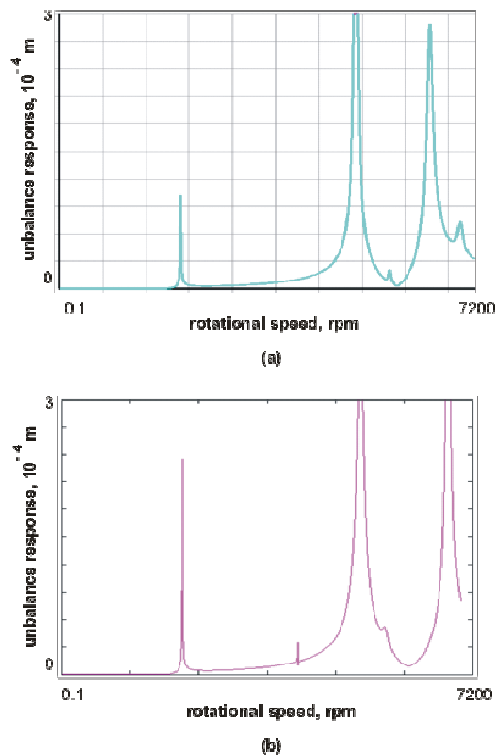 3
unbalance response, 10⁻⁴ m
0
0.1
7200
rotational speed, rpm
(a)
3
unbalance response, 10⁻⁴ m
0
0.1
7200
rotational speed, rpm
(b)